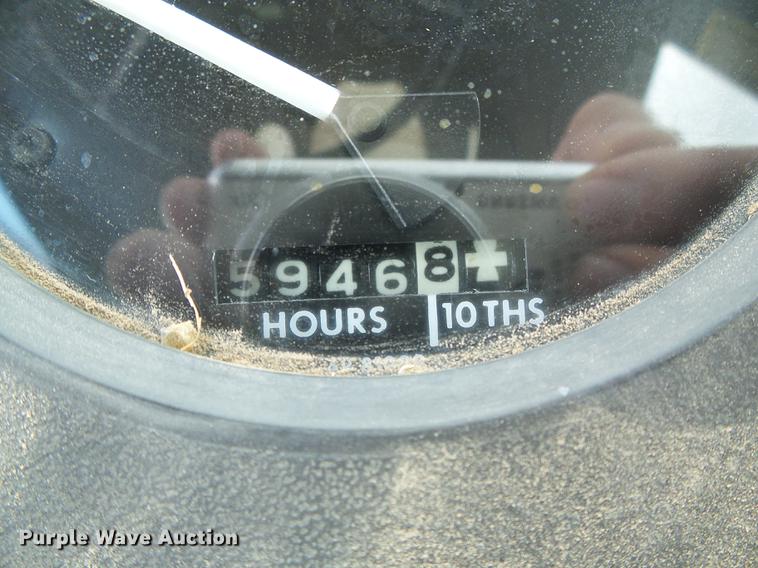 59468
HOURS 10THS
Purple Wave Auction